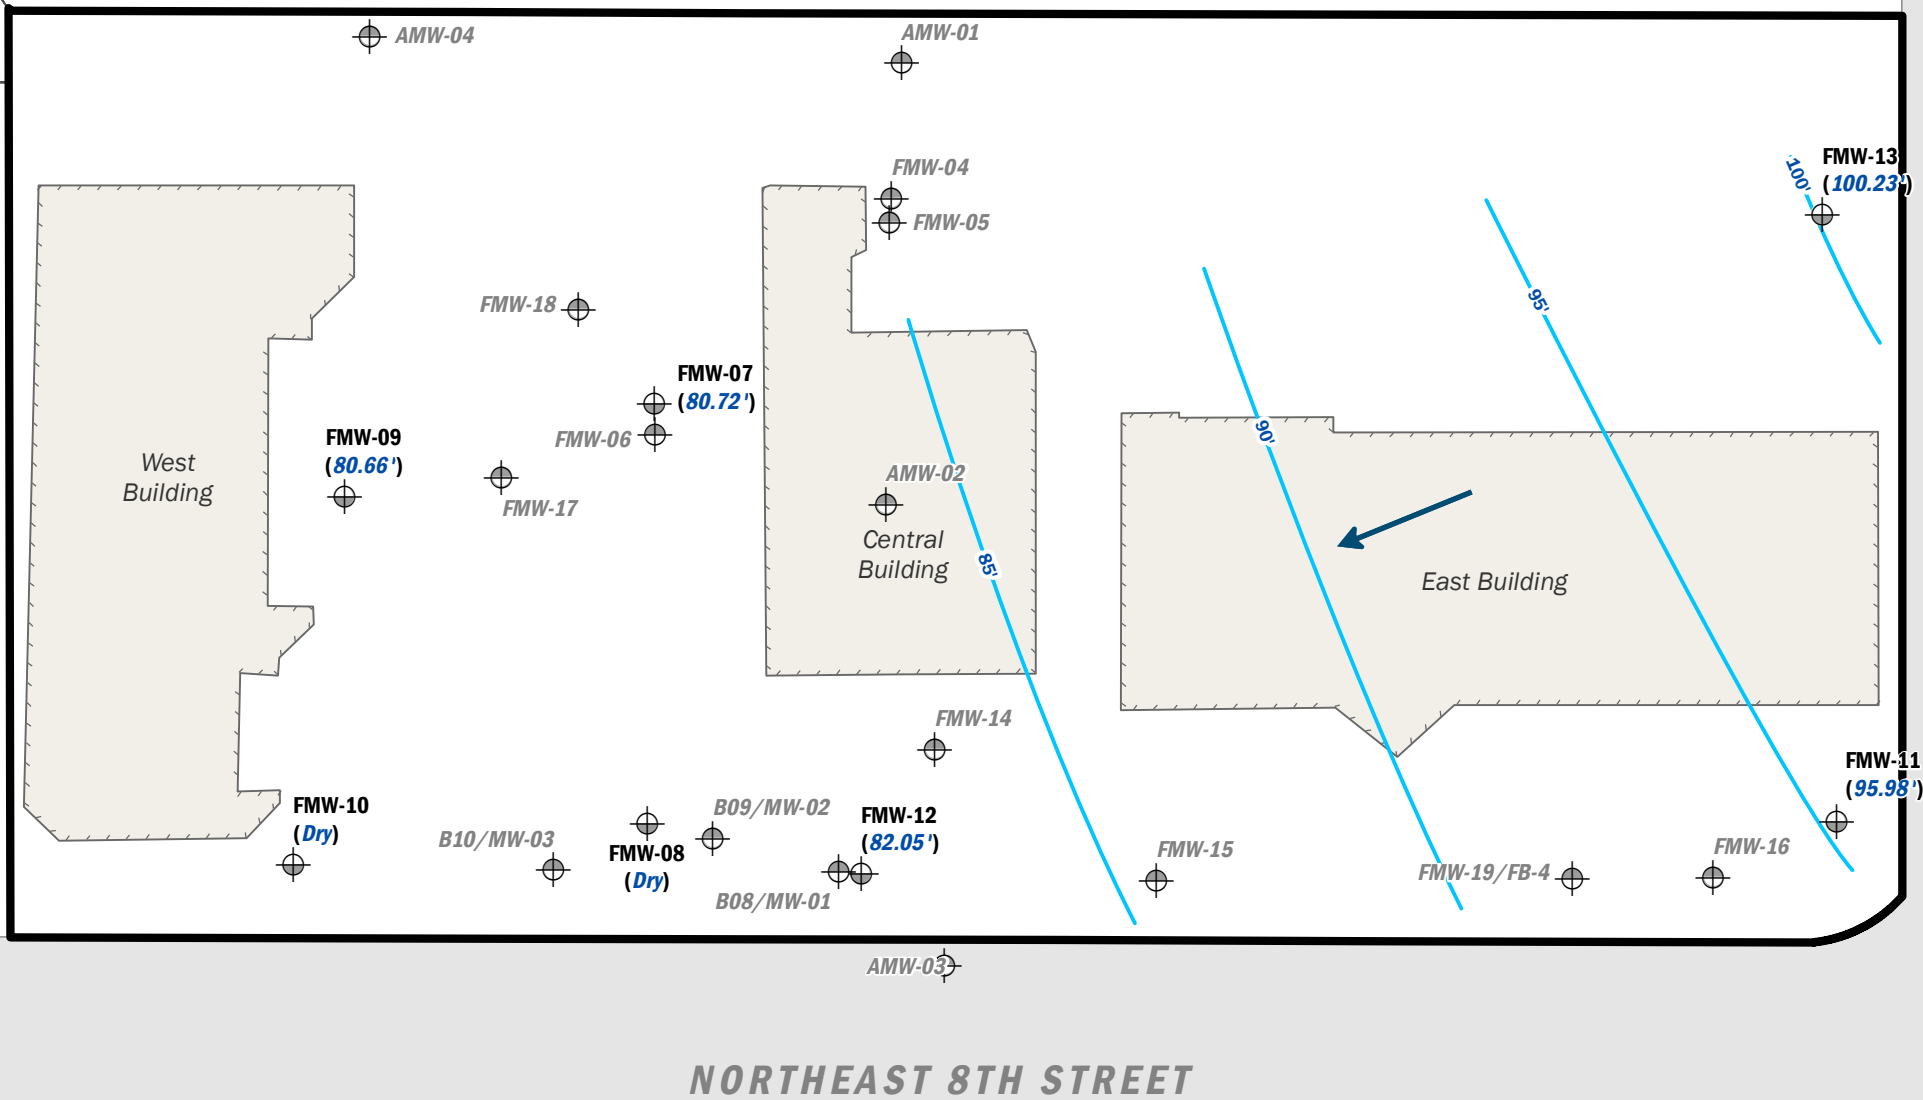 AMW-04
AMW-01
FMW-13
(100.23')
100'
FMW-04
FMW-05
95'
FMW-18
FMW-07
(80.72')
FMW-06
90'
FMW-09
(80.66')
West
Building
AMW-02
FMW-17
Central
Building
85'
East Building
FMW-14
FMW-11
(95.98')
FMW-10
(Dry)
B09/MW-02
FMW-12
(82.05')
B10/MW-03
FMW-08
(Dry)
B08/MW-01
FMW-15
FMW-16
FMW-19/FB-4
AMW-03
NORTHEAST 8TH STREET